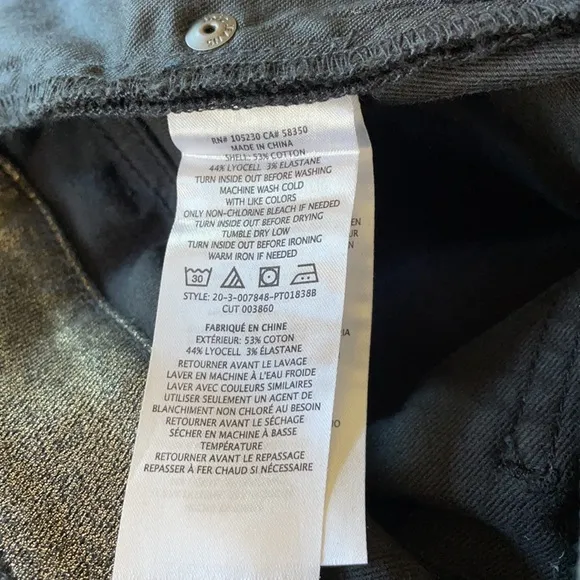 RN# 105230 CA# 58350
MADE IN CHINA
SHELL: 53% COTTON
44% LYOCELL 3% ELASTANE
TURN INSIDE OUT BEFORE WASHING
MACHINE WASH COLD
WITH LIKE COLORS
ONLY NON-CHLORINE BLEACH IF NEEDED
TURN INSIDE OUT BEFORE DRYING
TUMBLE DRY LOW
TURN INSIDE OUT BEFORE IRONING
WARM IRON IF NEEDED
30
STYLE: 20-3-007848-PT01838B
CUT 003860
FABRIQUÉ EN CHINE
EXTÉRIEUR: 53% COTON
44% LYOCELL 3% ÉLASTANE
RETOURNER AVANT LE LAVAGE
LAVER EN MACHINE À L'EAU FROIDE
LAVER AVEC COULEURS SIMILAIRES
UTILISER SEULEMENT UN AGENT DE
BLANCHIMENT NON CHLORÉ AU BESOIN
RETOURNER AVANT LE SÉCHAGE
SÉCHER EN MACHINE À BASSE
TEMPÉRATURE
RETOURNER AVANT LE REPASSAGE
REPASSER À FER CHAUD SI NÉCESSAIRE